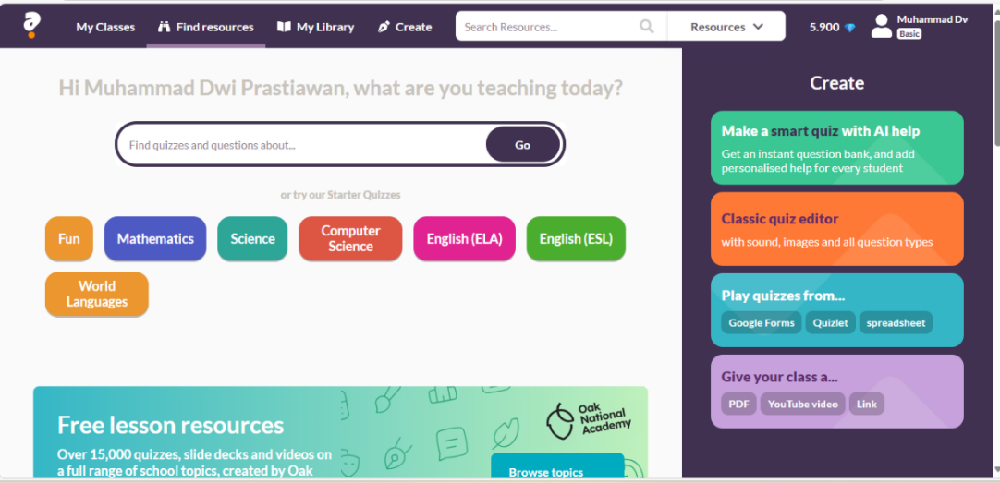 My Classes
Find resources
My Library
Create
Search Resources...
Resources
5.900
Muhammad Dv
Basic
Hi Muhammad Dwi Prastiawan, what are you teaching today?
Find quizzes and questions about...
Go
or try our Starter Quizzes
Fun
Mathematics
Science
Computer
Science
English (ELA)
English (ESL)
World
Languages
Free lesson resources
Over 15,000 quizzes, slide decks and videos on
a full range of school topics, created by Oak
Oak
National
Academy
Browse topics
Create
Make a smart quiz with AI help
Get an instant question bank, and add
personalised help for every student
Classic quiz editor
with sound, images and all question types
Play quizzes from...
Google Forms
Quizlet
spreadsheet
Give your class a...
PDF
YouTube video
Link